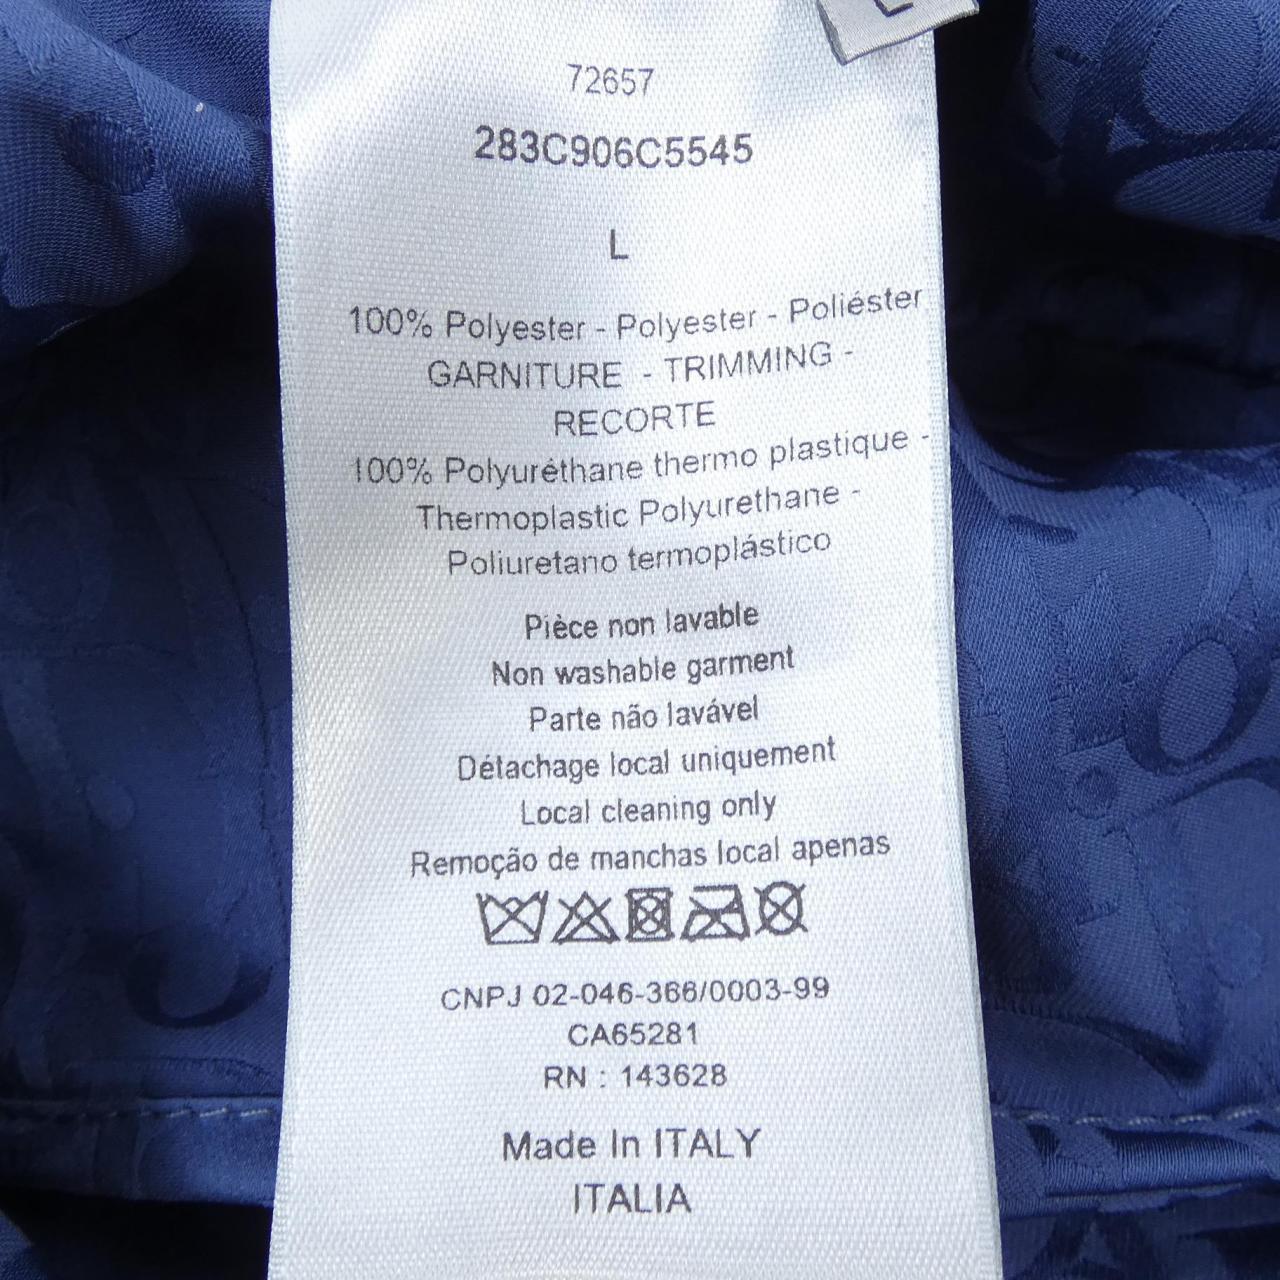 L
72657
283C906C5545
L
100% Polyester - Polyester - Poliéster
GARNITURE - TRIMMING -
RECORTE
100% Polyuréthane thermo plastique -
Thermoplastic Polyurethane -
Poliuretano termoplástico
Pièce non lavable
Non washable garment
Parte não lavável
Détachage local uniquement
Local cleaning only
Remoção de manchas local apenas
CNPJ 02-046-366/0003-99
CA65281
RN : 143628
Made In ITALY
ITALIA